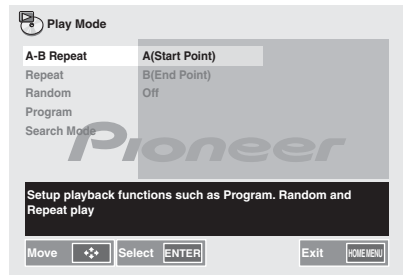 Play Mode
A-B Repeat A(Start Point)
Repeat B(End Point)
Random Off
Program
Search Mode
Pioneer
Setup playback functions such as Program. Random and
Repeat play
Move Select ENTER Exit HOME MENU